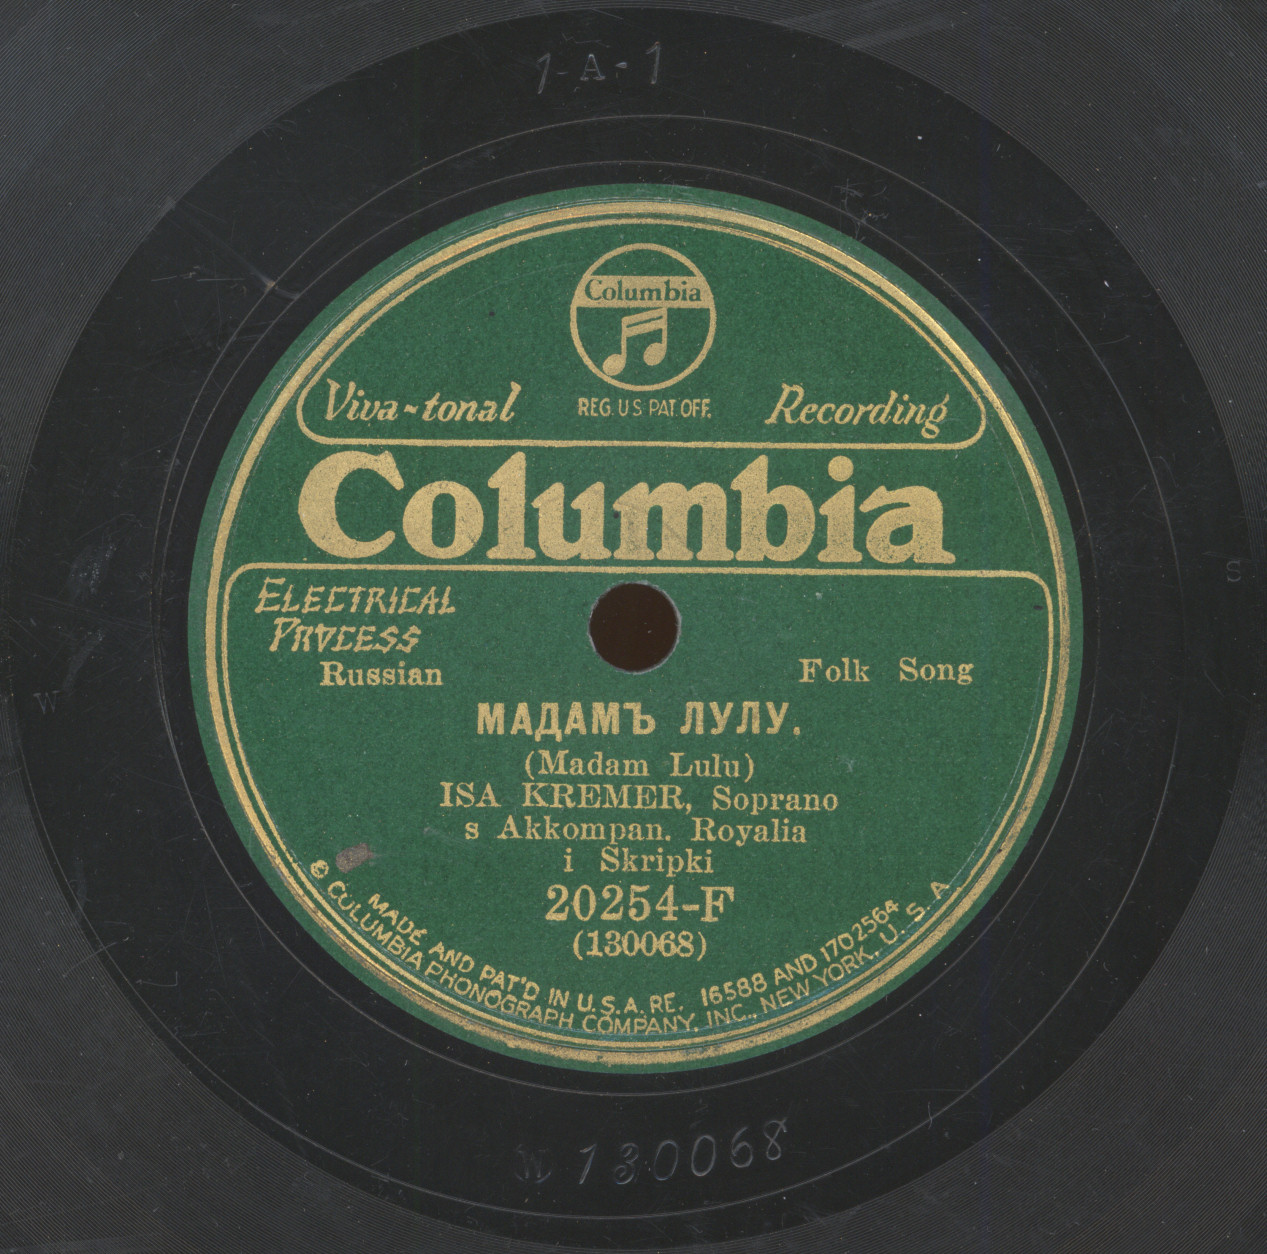 1-A-1
Columbia
Viva-tonal REG. U S PAT. OFF. Recording
Columbia
ELECTRICAL
PROCESS
Russian Folk Song
МАДАМЪ ЛУЛУ.
(Madam Lulu)
ISA KREMER, Soprano
s Akkompan. Royalia
i Skripki
20254-F
(130068)
MADE AND PAT'D IN U.S.A. RE. 16588 AND 1702564
© COLUMBIA PHONOGRAPH COMPANY, INC., NEW YORK, U. S. A.
W 130068
W
S